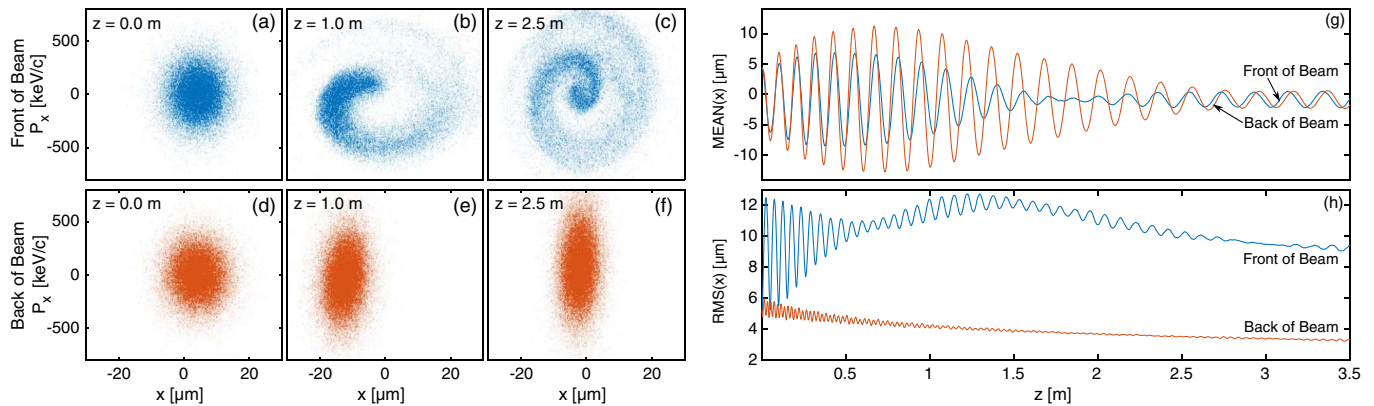 z = 0.0 m
(a)
z = 1.0 m
(b)
z = 2.5 m
(c)
500
0
-500
Front of Beam
Pₓ [keV/c]
z = 0.0 m
(d)
z = 1.0 m
(e)
z = 2.5 m
(f)
500
0
-500
Back of Beam
Pₓ [keV/c]
-20 0 20
-20 0 20
-20 0 20
x [μm]
x [μm]
x [μm]
(g)
10
5
0
-5
-10
MEAN(x) [μm]
Front of Beam
Back of Beam
(h)
12
10
8
6
4
2
RMS(x) [μm]
Front of Beam
Back of Beam
0.5 1 1.5 2 2.5 3 3.5
z [m]